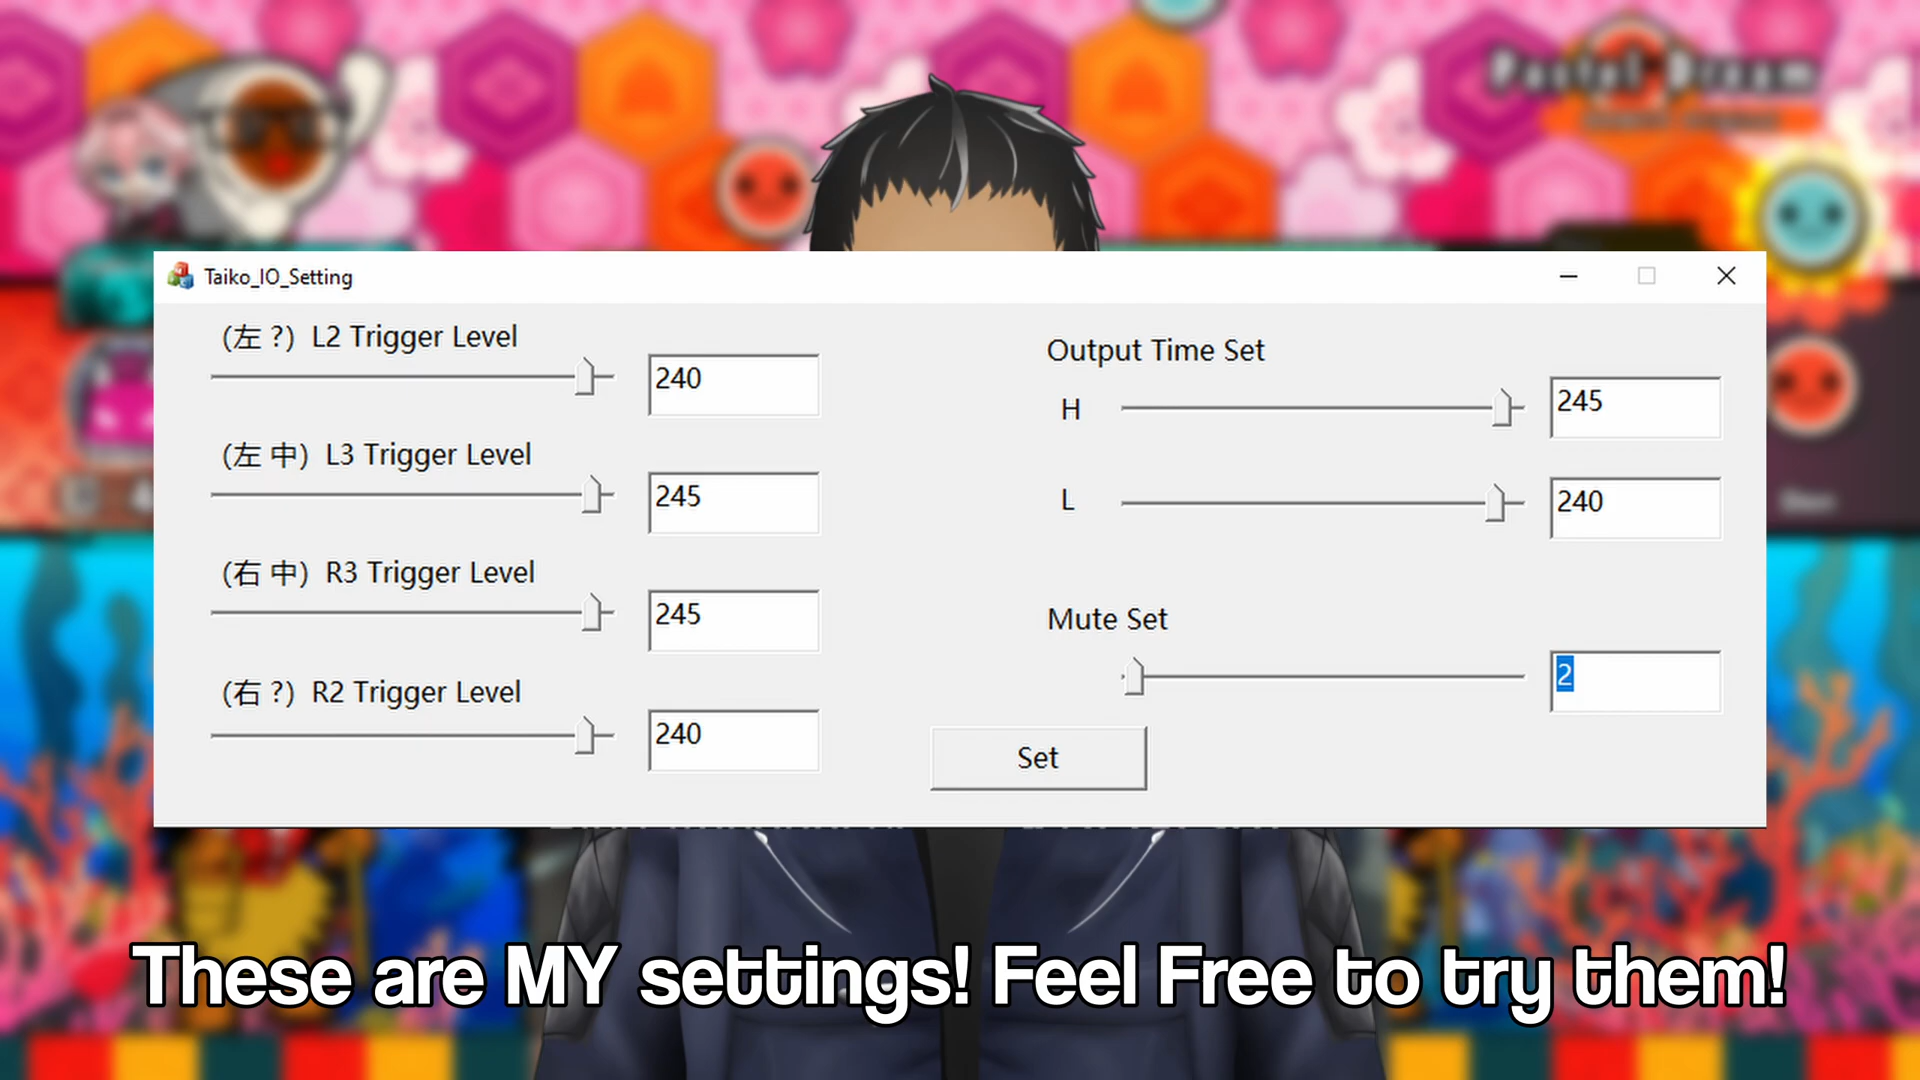 Pastel Dream
Taiko_IO_Setting
(左 ?) L2 Trigger Level
240
(左 中) L3 Trigger Level
245
(右 中) R3 Trigger Level
245
(右 ?) R2 Trigger Level
240
Output Time Set
H
245
L
240
Mute Set
2
Set
These are MY settings! Feel Free to try them!